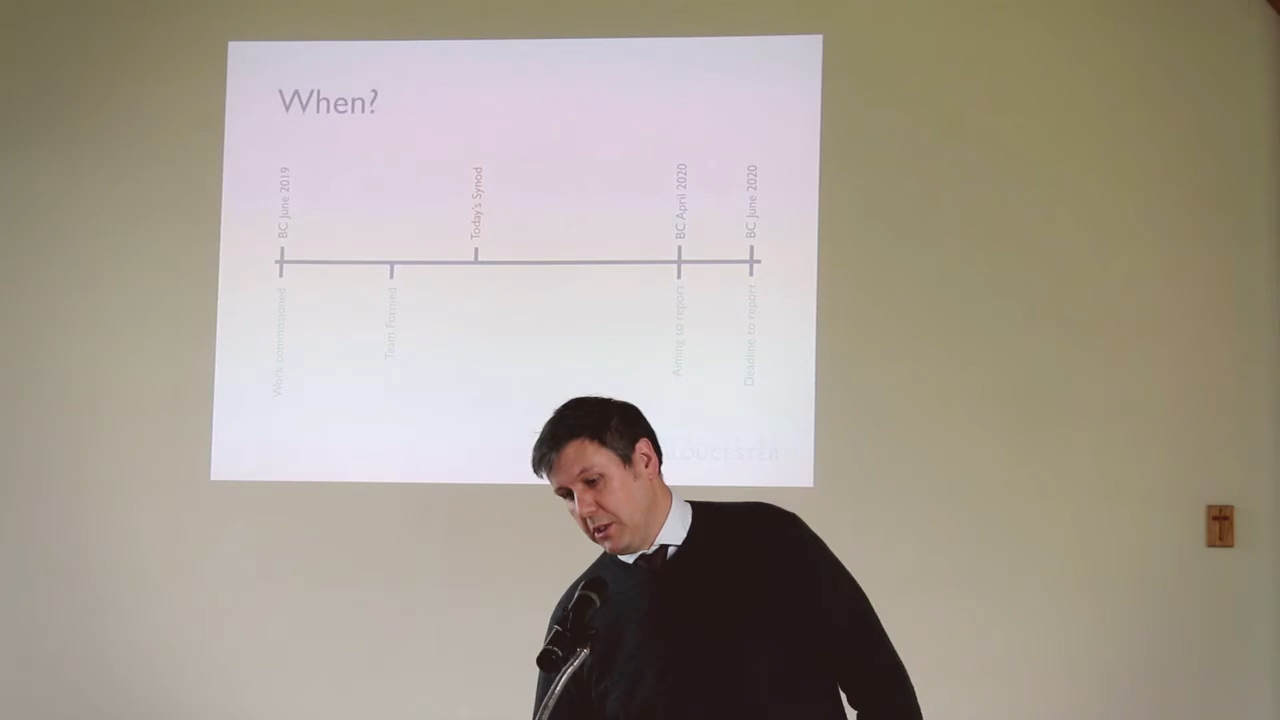 When?
BC June 2019
Today's Synod
BC April 2020
BC June 2020
Work commissioned
Team formed
Aiming to report
Deadline to report